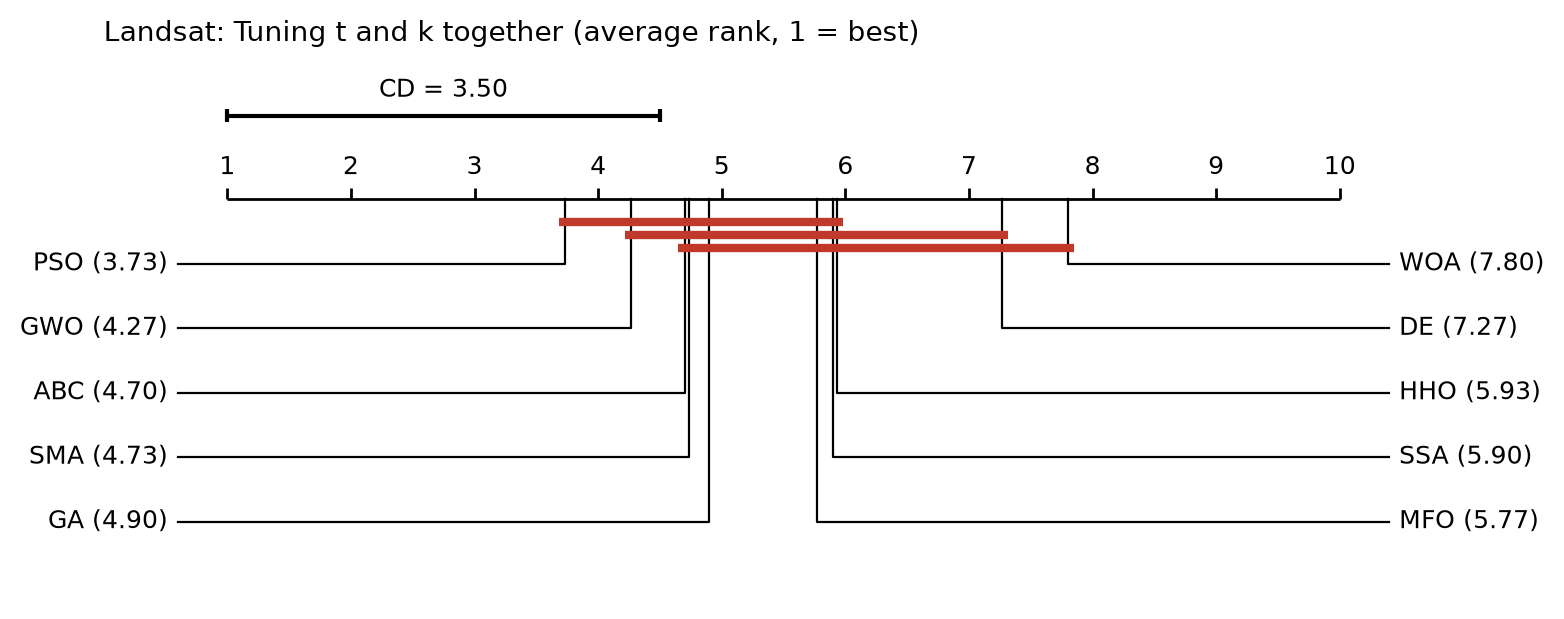 Landsat: Tuning t and k together (average rank, 1 = best)
CD = 3.50
1 2 3 4 5 6 7 8 9 10
PSO (3.73) WOA (7.80)
GWO (4.27) DE (7.27)
ABC (4.70) HHO (5.93)
SMA (4.73) SSA (5.90)
GA (4.90) MFO (5.77)